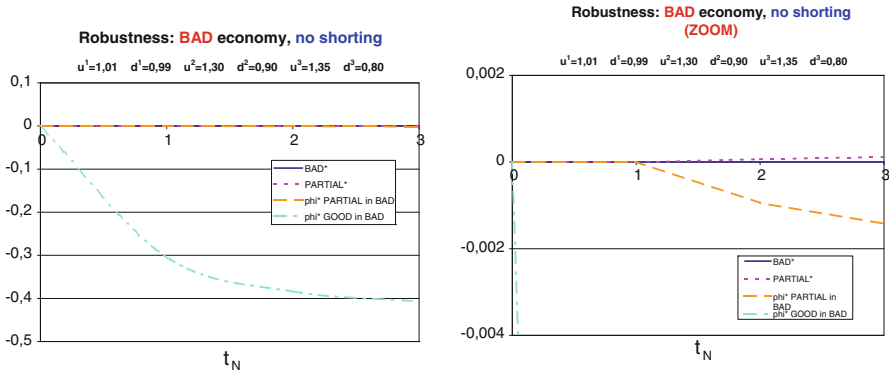 Robustness: BAD economy, no shorting
u¹=1,01 d¹=0,99 u²=1,30 d²=0,90 u³=1,35 d³=0,80
0,1
0
-0,1
-0,2
-0,3
-0,4
-0,5
0 1 2 3
BAD*
PARTIAL*
phi* PARTIAL in BAD
phi* GOOD in BAD
t_N
Robustness: BAD economy, no shorting
(ZOOM)
u¹=1,01 d¹=0,99 u²=1,30 d²=0,90 u³=1,35 d³=0,80
0,002
0
-0,002
-0,004
0 1 2 3
BAD*
PARTIAL*
phi* PARTIAL in
BAD
phi* GOOD in BAD
t_N